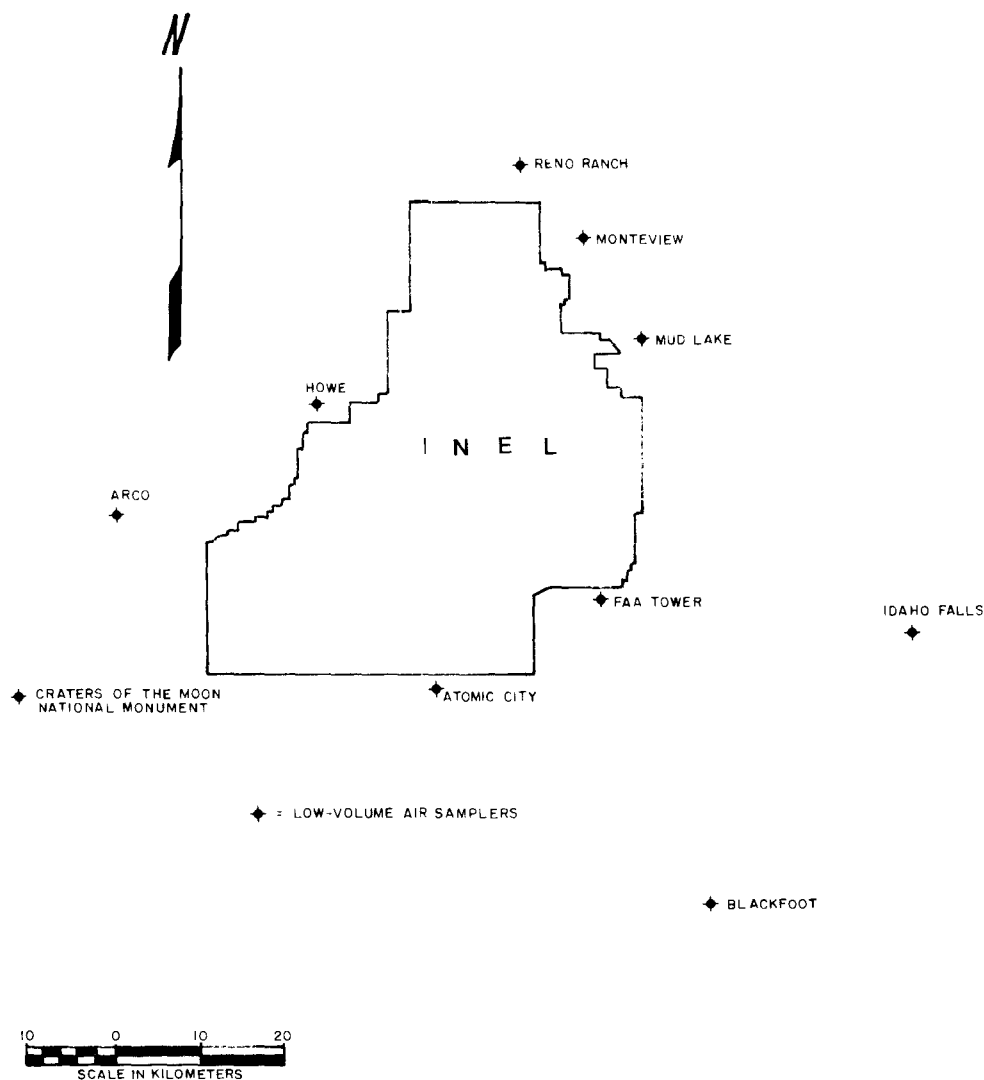 N
RENO RANCH
MONTEVIEW
MUD LAKE
HOWE
I N E L
ARCO
FAA TOWER
IDAHO FALLS
CRATERS OF THE MOON
NATIONAL MONUMENT
ATOMIC CITY
= LOW-VOLUME AIR SAMPLERS
BLACKFOOT
10 0 10 20
SCALE IN KILOMETERS